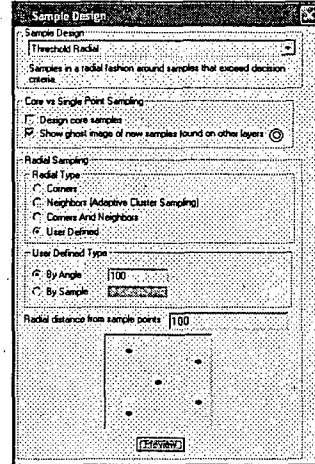 Sample Design
Sample Design
Threshold Radial
Samples in a radial fashion around samples that exceed decision
criteria.
Core vs Single Point Sampling
Design core samples
Show ghost image of new samples found on other layers
Radial Sampling
Radial Type
Corners
Neighbors (Adaptive Cluster Sampling)
Corners And Neighbors
User Defined
User Defined Type
By Angle 100
By Sample
Radial distance from sample points 100
Preview